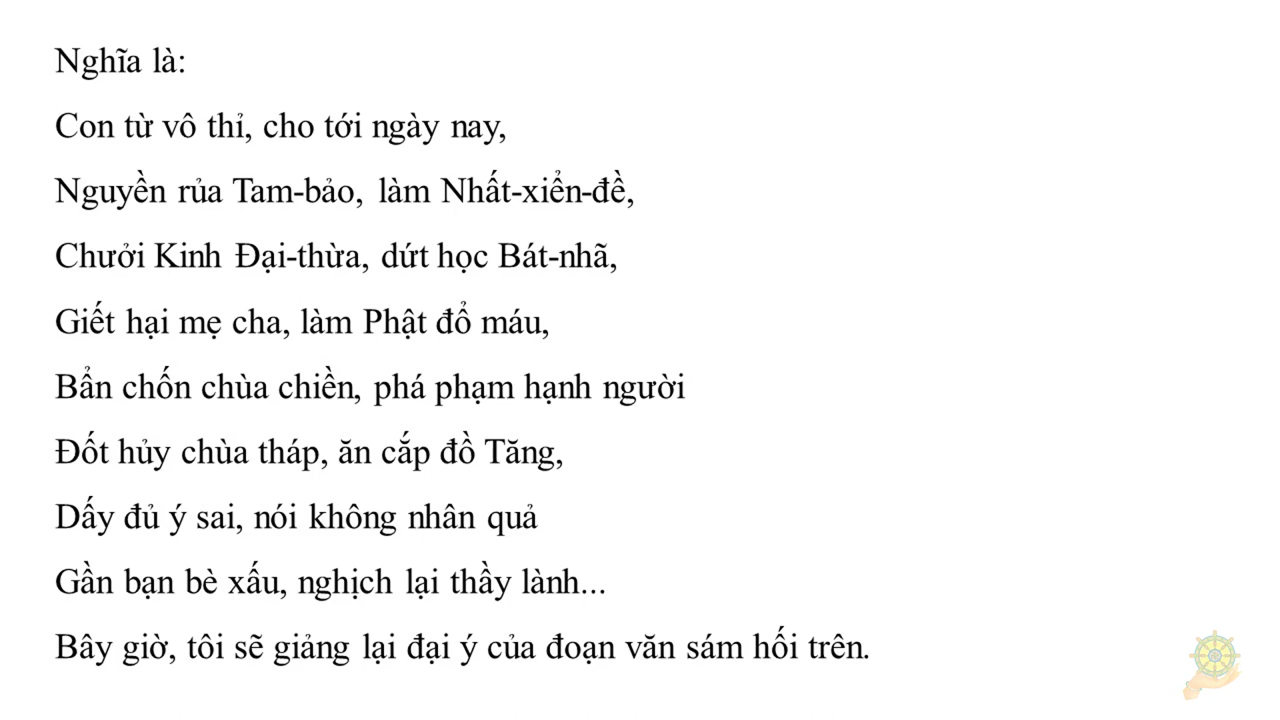 Nghĩa là:
Con từ vô thỉ, cho tới ngày nay,
Nguyền rủa Tam-bảo, làm Nhất-xiển-đề,
Chưởi Kinh Đại-thừa, dứt học Bát-nhã,
Giết hại mẹ cha, làm Phật đổ máu,
Bẩn chốn chùa chiền, phá phạm hạnh người
Đốt hủy chùa tháp, ăn cắp đồ Tăng,
Dấy đủ ý sai, nói không nhân quả
Gần bạn bè xấu, nghịch lại thầy lành...
Bây giờ, tôi sẽ giảng lại đại ý của đoạn văn sám hối trên.